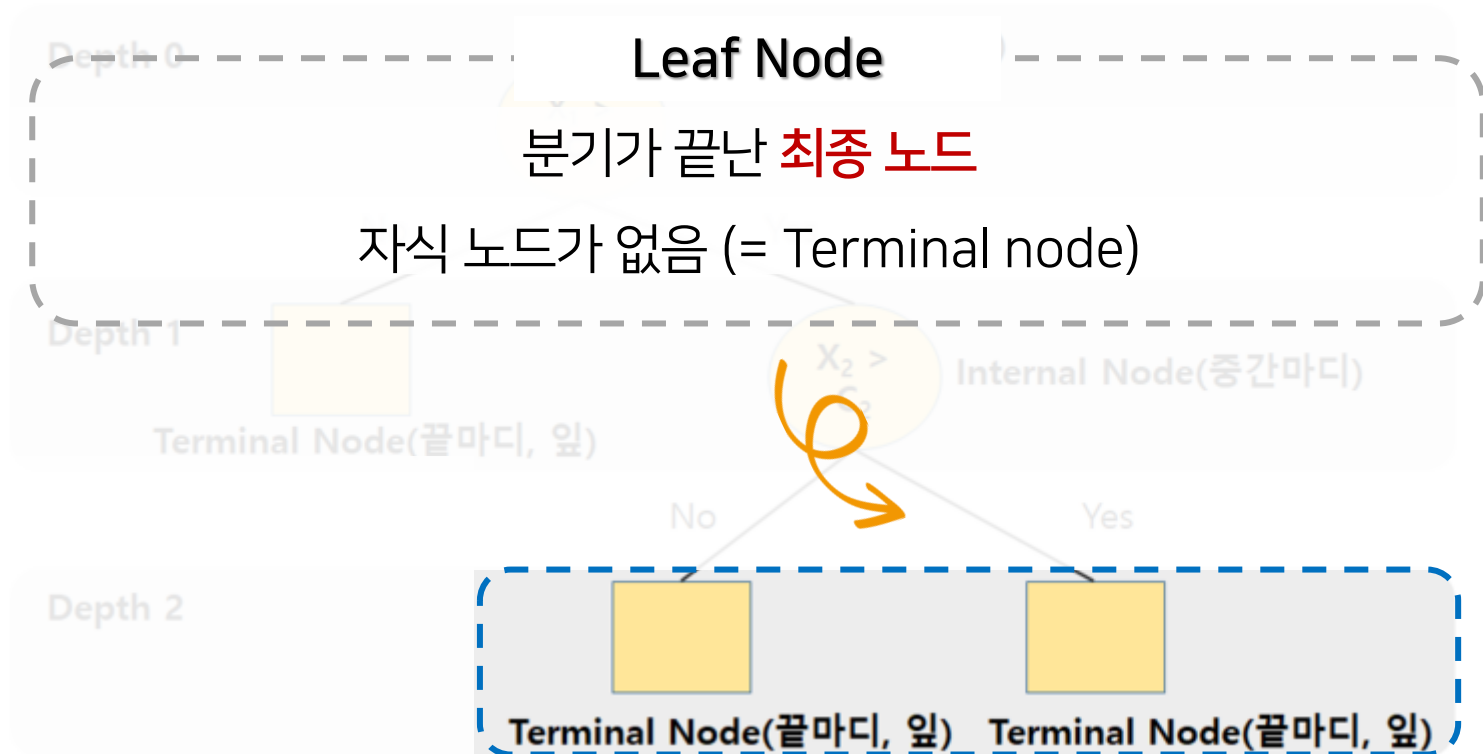 Depth 0
Leaf Node
분기가 끝난 최종 노드
자식 노드가 없음 (= Terminal node)
Depth 1
X₂ >
C₂
Internal Node(중간마디)
Terminal Node(끝마디, 잎)
No
Yes
Depth 2
Terminal Node(끝마디, 잎)
Terminal Node(끝마디, 잎)